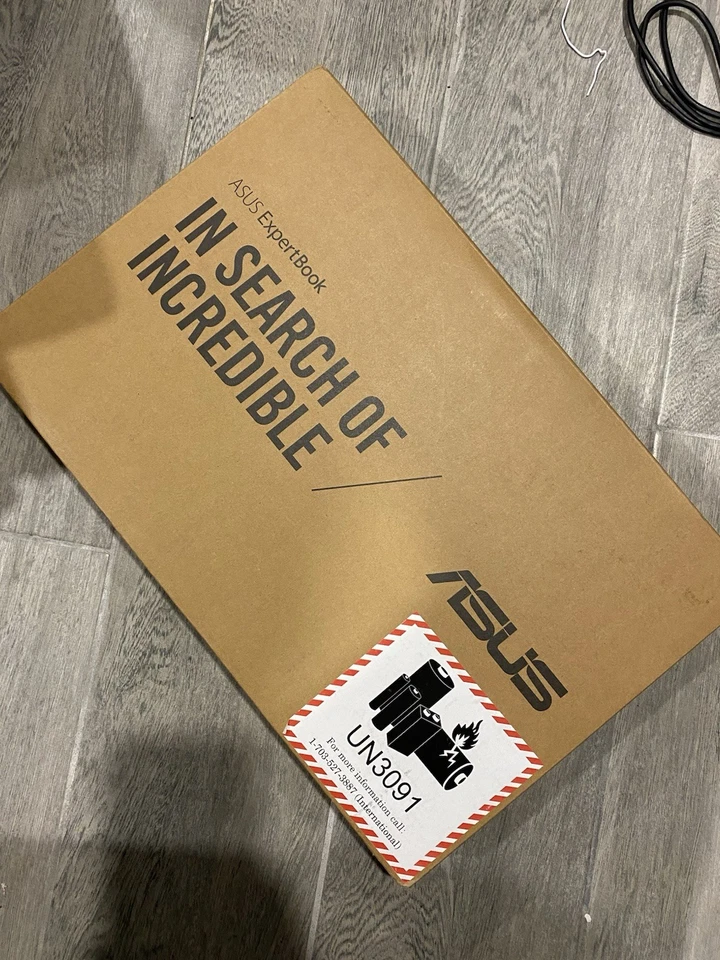 ASUS ExpertBook
IN SEARCH OF
INCREDIBLE
ASUS
UN3091
For more information call:
1-703-527-3887 (International)